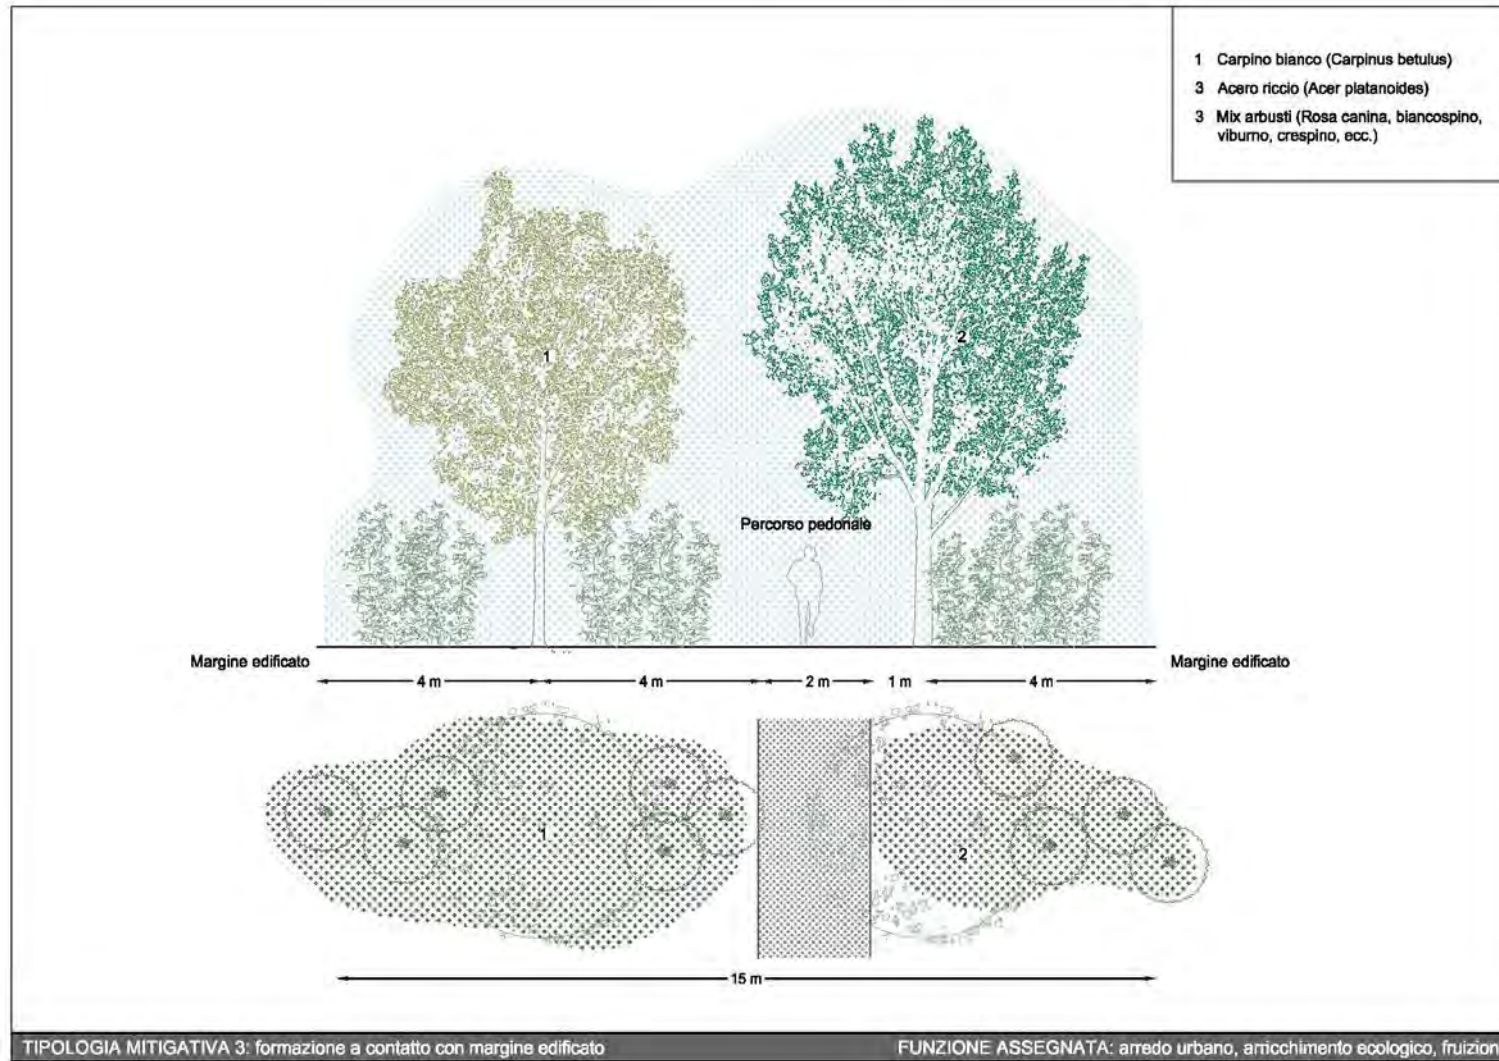 1 Carpino bianco (Carpinus betulus)
3 Acero riccio (Acer platanoides)
3 Mix arbusti (Rosa canina, biancospino,
viburno, crespino, ecc.)
1
2
Percorso pedonale
Margine edificato
Margine edificato
4 m 4 m 2 m 1 m 4 m
1
2
15 m
TIPOLOGIA MITIGATIVA 3: formazione a contatto con margine edificato
FUNZIONE ASSEGNATA: arredo urbano, arricchimento ecologico, fruizion